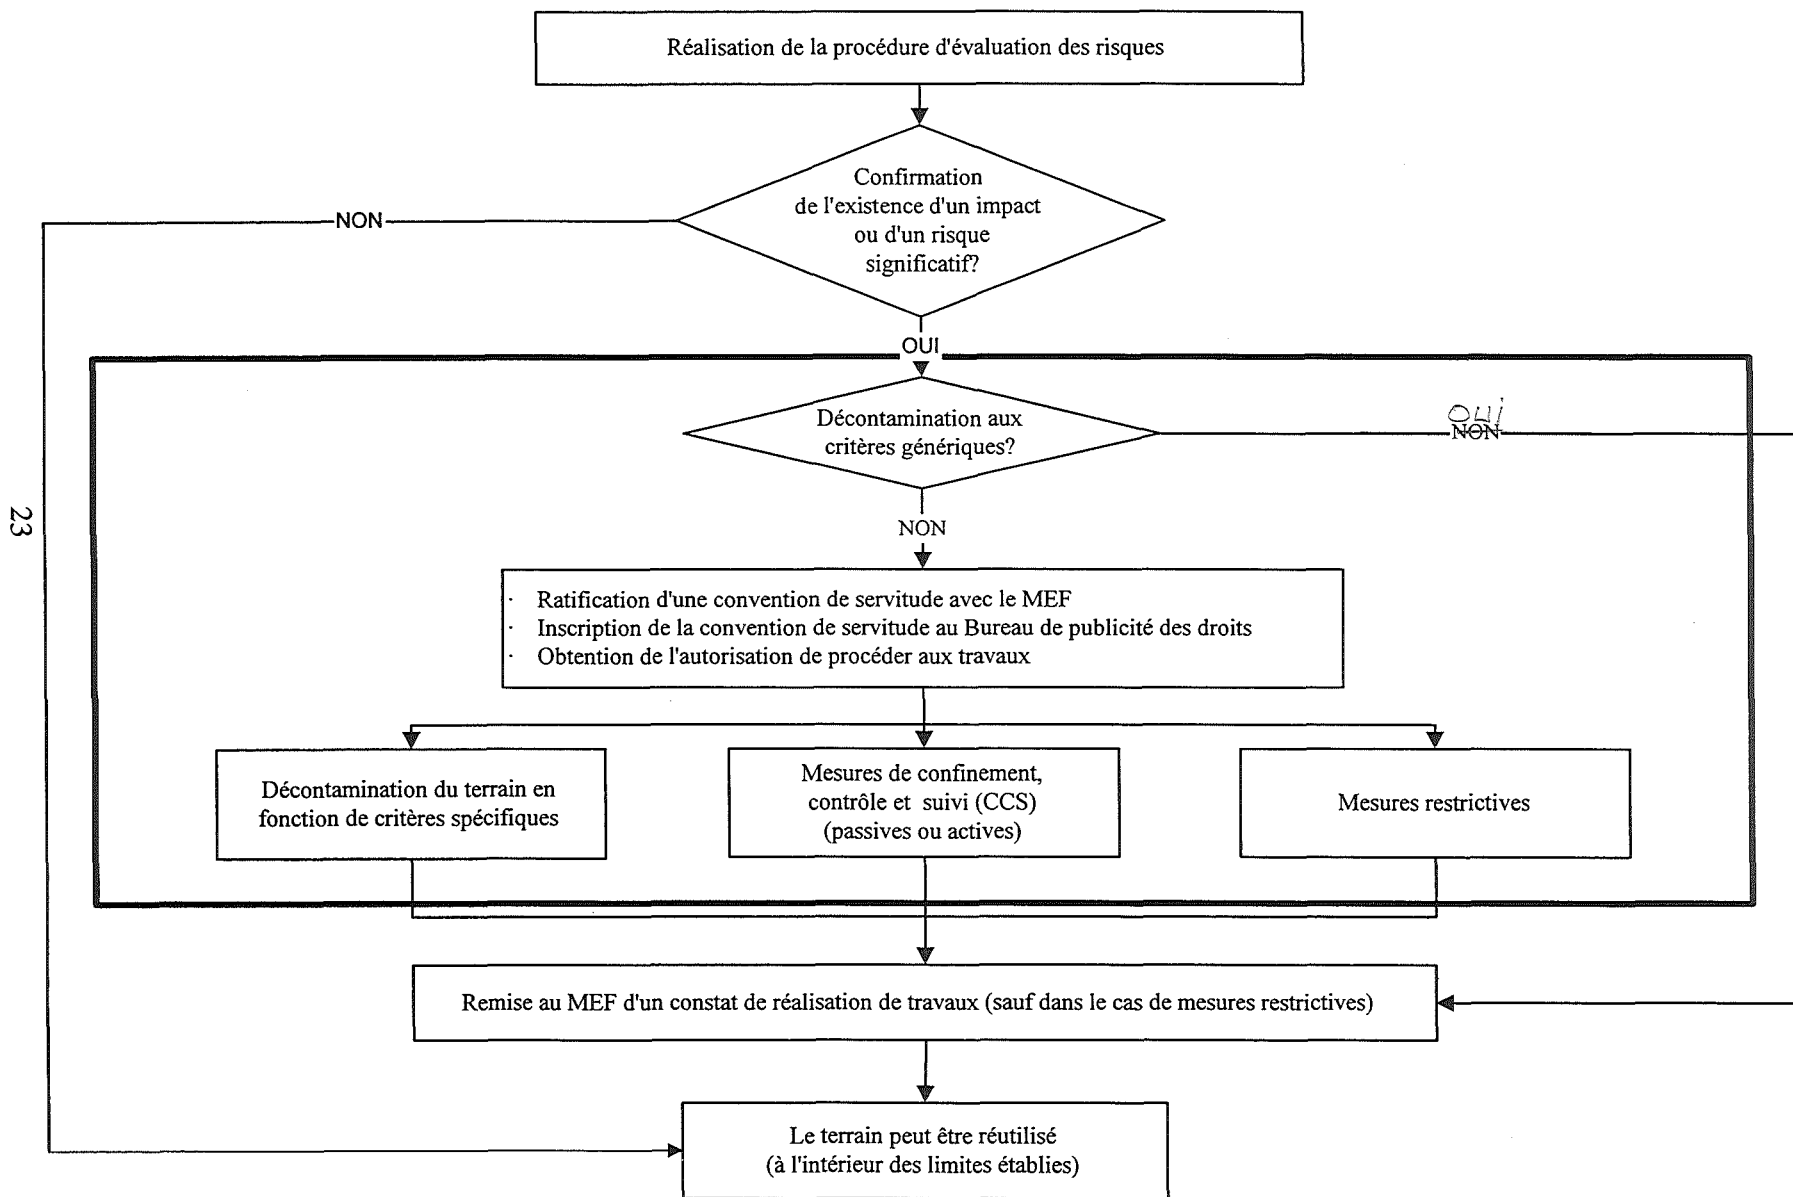 Réalisation de la procédure d'évaluation des risques
Confirmation
de l'existence d'un impact
ou d'un risque
significatif?
NON
OUI
Décontamination aux
critères génériques?
oui
NON
NON
· Ratification d'une convention de servitude avec le MEF
· Inscription de la convention de servitude au Bureau de publicité des droits
· Obtention de l'autorisation de procéder aux travaux
Décontamination du terrain en
fonction de critères spécifiques
Mesures de confinement,
contrôle et suivi (CCS)
(passives ou actives)
Mesures restrictives
Remise au MEF d'un constat de réalisation de travaux (sauf dans le cas de mesures restrictives)
Le terrain peut être réutilisé
(à l'intérieur des limites établies)
23